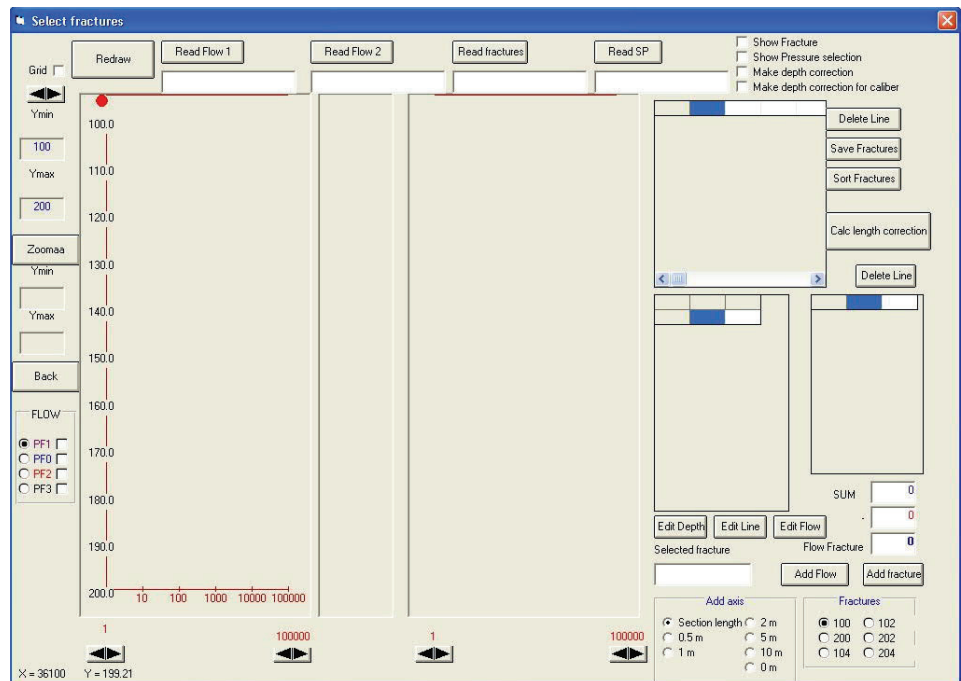 Select fractures
Redraw
Read Flow 1
Read Flow 2
Read fractures
Read SP
Show Fracture
Show Pressure selection
Make depth correction
Make depth correction for caliber
Grid
Ymin
100
Ymax
200
Zoomaa
Ymin
Ymax
Back
FLOW
PF1
PF0
PF2
PF3
100.0
110.0
120.0
130.0
140.0
150.0
160.0
170.0
180.0
190.0
200.0
10 100 1000 10000 100000
1 100000
1 100000
X = 36100 Y = 199.21
Delete Line
Save Fractures
Sort Fractures
Calc length correction
Delete Line
SUM 0
- 0
Flow Fracture 0
Edit Depth Edit Line Edit Flow
Selected fracture
Add Flow Add fracture
Add axis
Section length 2 m
0.5 m 5 m
1 m 10 m
0 m
Fractures
100 102
200 202
104 204